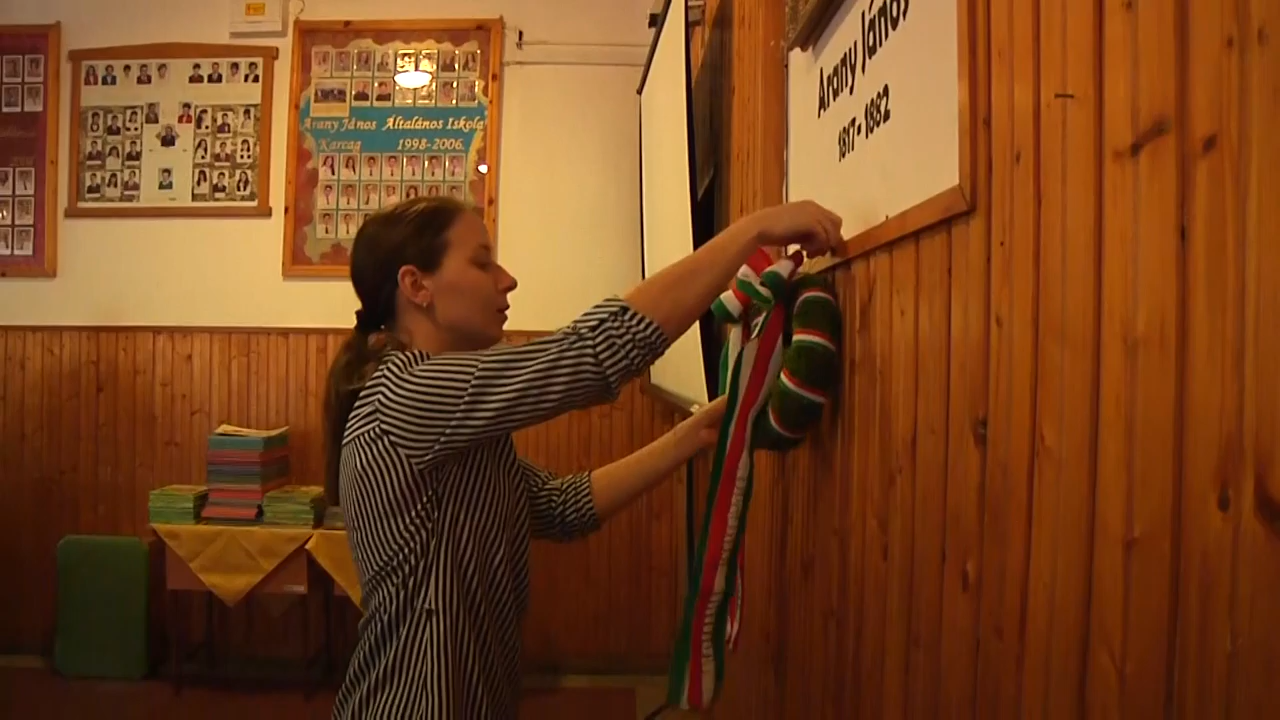 Arany János Általános Iskola
Karcag 1998-2006.
Arany János
1817-1882